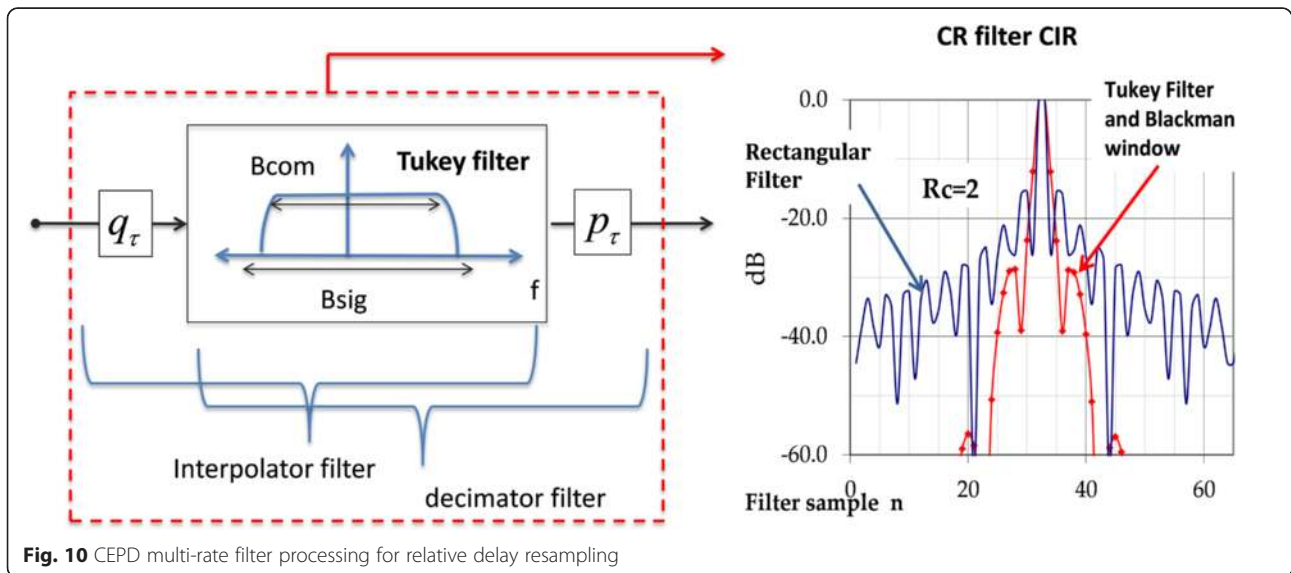 CR filter CIR
Bcom
Tukey filter
q_τ
p_τ
Bsig
f
Interpolator filter
decimator filter
Tukey Filter
and Blackman
window
Rectangular
Filter
Rc=2
dB
0.0
-20.0
-40.0
-60.0
0
20
40
60
Filter sample n
Fig. 10 CEPD multi-rate filter processing for relative delay resampling